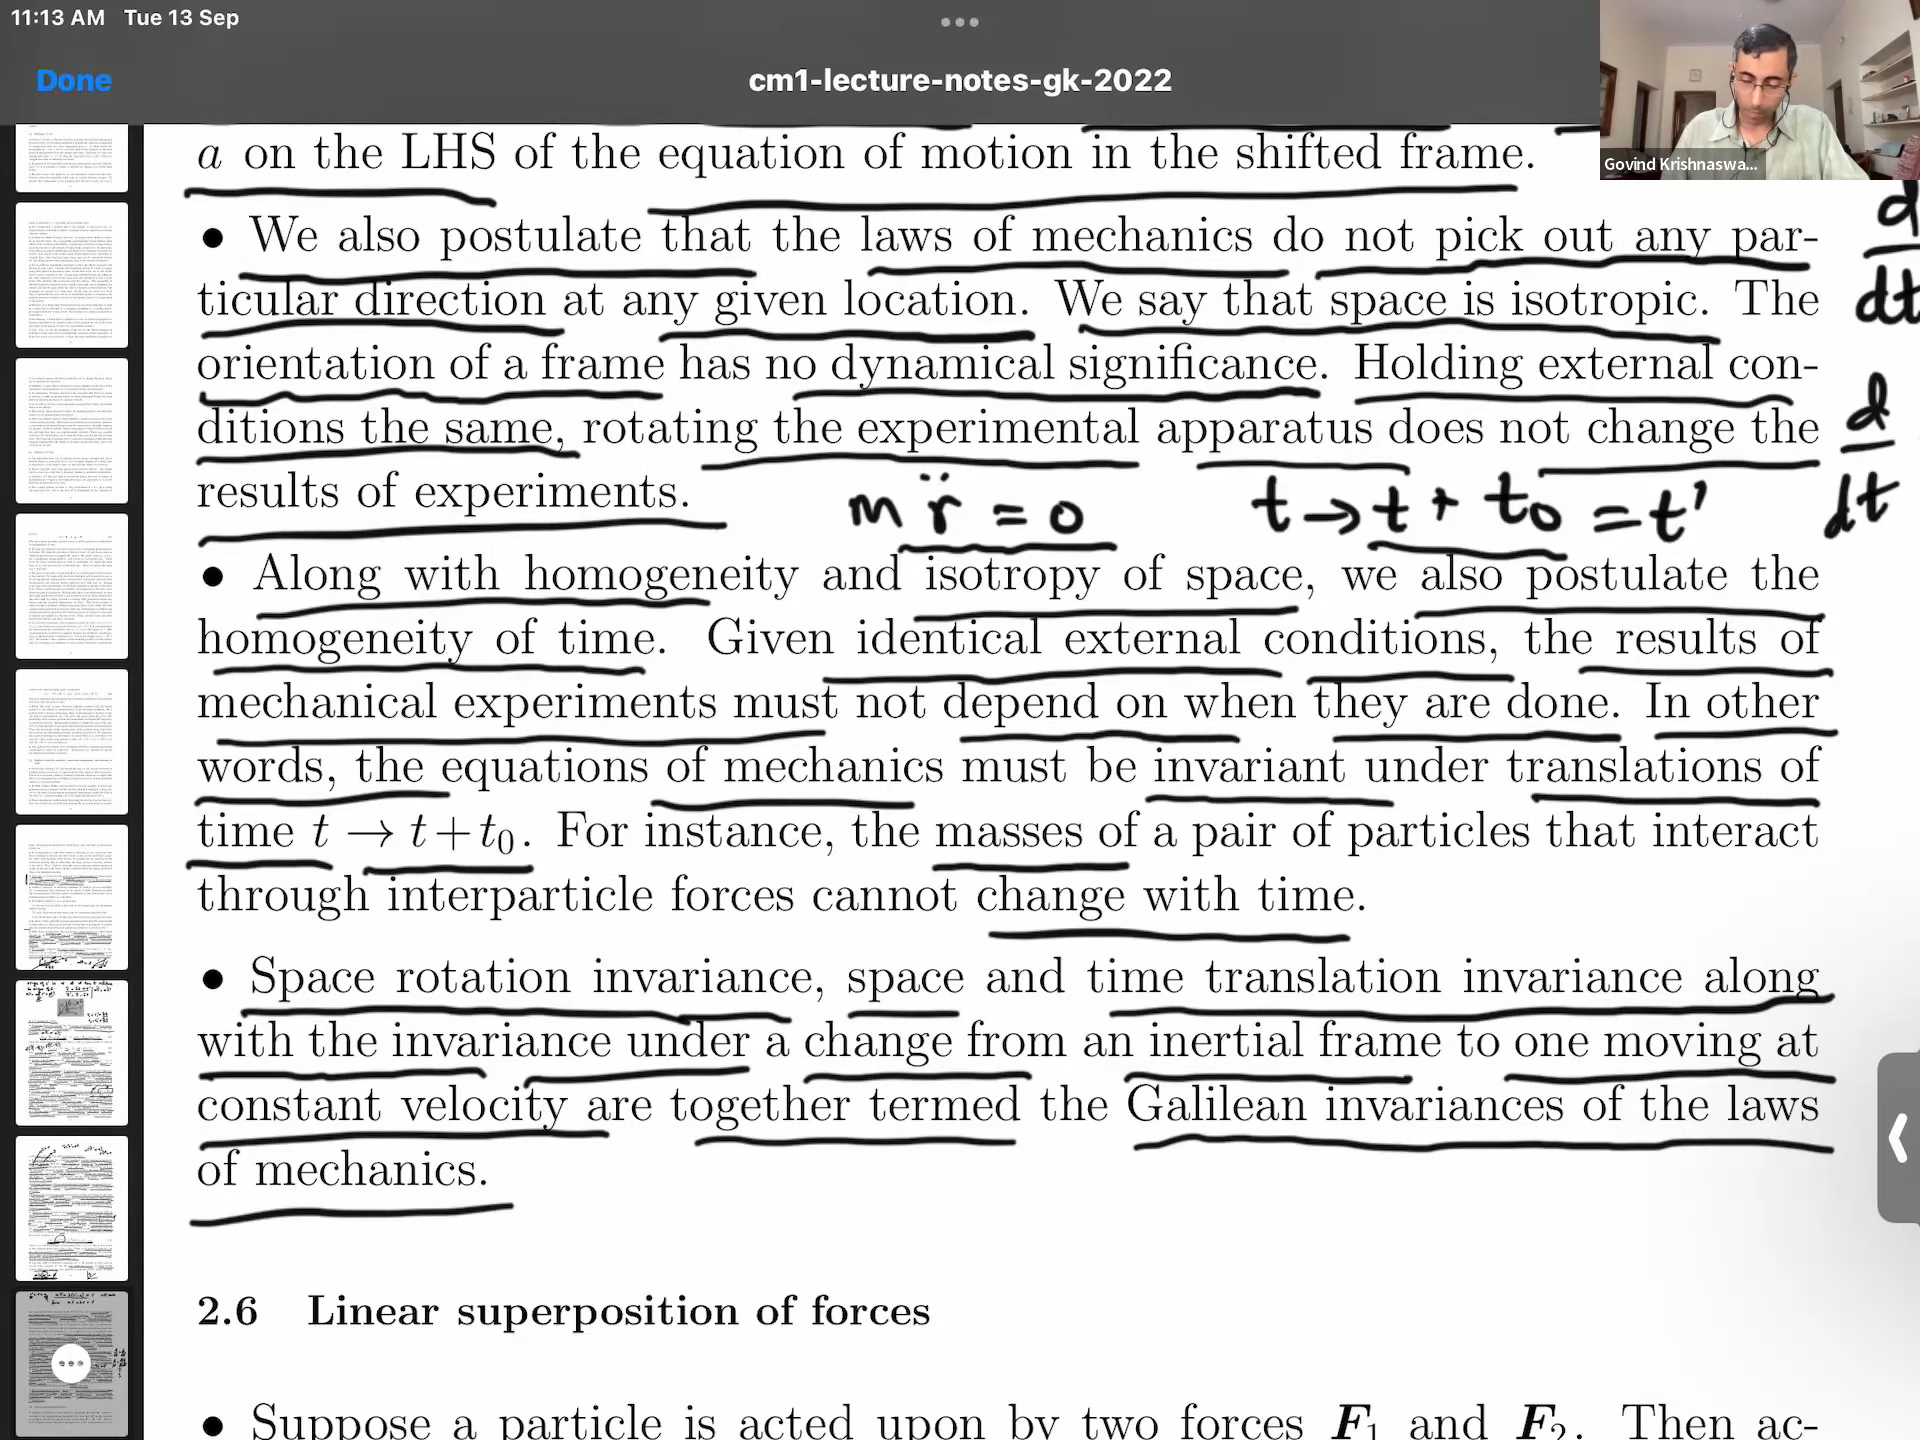 11:13 AM Tue 13 Sep
Done
cm1-lecture-notes-gk-2022
Govind Krishnaswa...
a on the LHS of the equation of motion in the shifted frame.
• We also postulate that the laws of mechanics do not pick out any par-
ticular direction at any given location. We say that space is isotropic. The
orientation of a frame has no dynamical significance. Holding external con-
ditions the same, rotating the experimental apparatus does not change the
results of experiments.
m r̈ = 0 t → t + t₀ = t'
d
dt
d
dt
• Along with homogeneity and isotropy of space, we also postulate the
homogeneity of time. Given identical external conditions, the results of
mechanical experiments must not depend on when they are done. In other
words, the equations of mechanics must be invariant under translations of
time t → t + t₀. For instance, the masses of a pair of particles that interact
through interparticle forces cannot change with time.
• Space rotation invariance, space and time translation invariance along
with the invariance under a change from an inertial frame to one moving at
constant velocity are together termed the Galilean invariances of the laws
of mechanics.
2.6 Linear superposition of forces
• Suppose a particle is acted upon by two forces F₁ and F₂. Then ac-